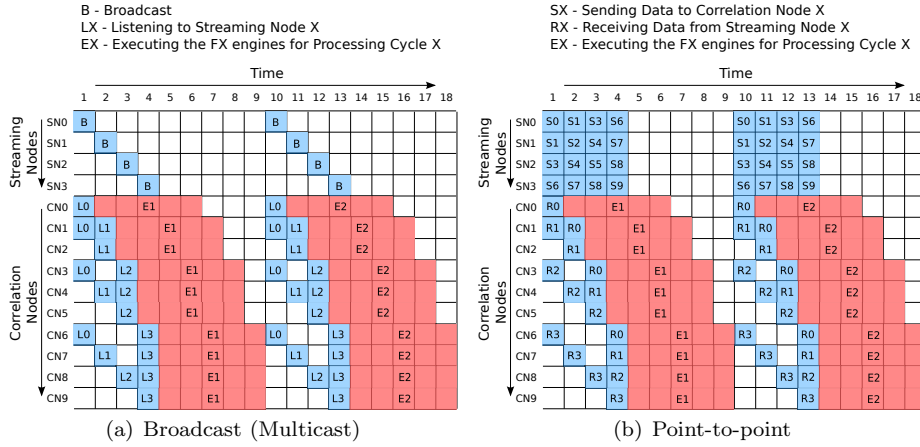 B - Broadcast
LX - Listening to Streaming Node X
EX - Executing the FX engines for Processing Cycle X
Time
1 2 3 4 5 6 7 8 9 10 11 12 13 14 15 16 17 18
Streaming Nodes
Correlation Nodes
SN0 B B
SN1 B B
SN2 B B
SN3 B B
CN0 L0 E1 L0 E2
CN1 L0 L1 E1 L0 L1 E2
CN2 L1 E1 L1 E2
CN3 L0 L2 E1 L0 L2 E2
CN4 L1 L2 E1 L1 L2 E2
CN5 L2 E1 L2 E2
CN6 L0 L3 E1 L0 L3 E2
CN7 L1 L3 E1 L1 L3 E2
CN8 L2 L3 E1 L2 L3 E2
CN9 L3 E1 L3 E2
(a) Broadcast (Multicast)
SX - Sending Data to Correlation Node X
RX - Receiving Data from Streaming Node X
EX - Executing the FX engines for Processing Cycle X
Time
1 2 3 4 5 6 7 8 9 10 11 12 13 14 15 16 17 18
Streaming Nodes
Correlation Nodes
SN0 S0 S1 S3 S6 S0 S1 S3 S6
SN1 S1 S2 S4 S7 S1 S2 S4 S7
SN2 S3 S4 S5 S8 S3 S4 S5 S8
SN3 S6 S7 S8 S9 S6 S7 S8 S9
CN0 R0 E1 R0 E2
CN1 R1 R0 E1 R1 R0 E2
CN2 R1 E1 R1 E2
CN3 R2 R0 E1 R2 R0 E2
CN4 R2 R1 E1 R2 R1 E2
CN5 R2 E1 R2 E2
CN6 R3 R0 E1 R3 R0 E2
CN7 R3 R1 E1 R3 R1 E2
CN8 R3 R2 E1 R3 R2 E2
CN9 R3 E1 R3 E2
(b) Point-to-point